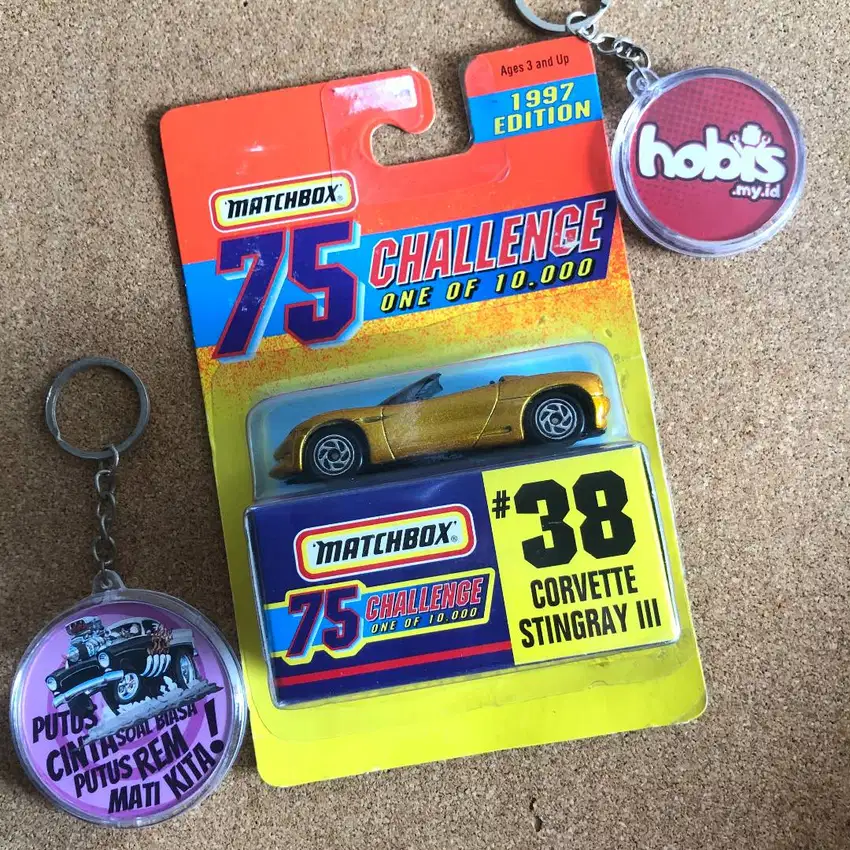 Ages 3 and Up
1997
EDITION
MATCHBOX
75 CHALLENGE
ONE OF 10.000
hobis
.my.id
#38
CORVETTE
STINGRAY III
MATCHBOX
75 CHALLENGE
ONE OF 10.000
PUTUS
CINTA SOAL BIASA
PUTUS REM
MATI KITA!